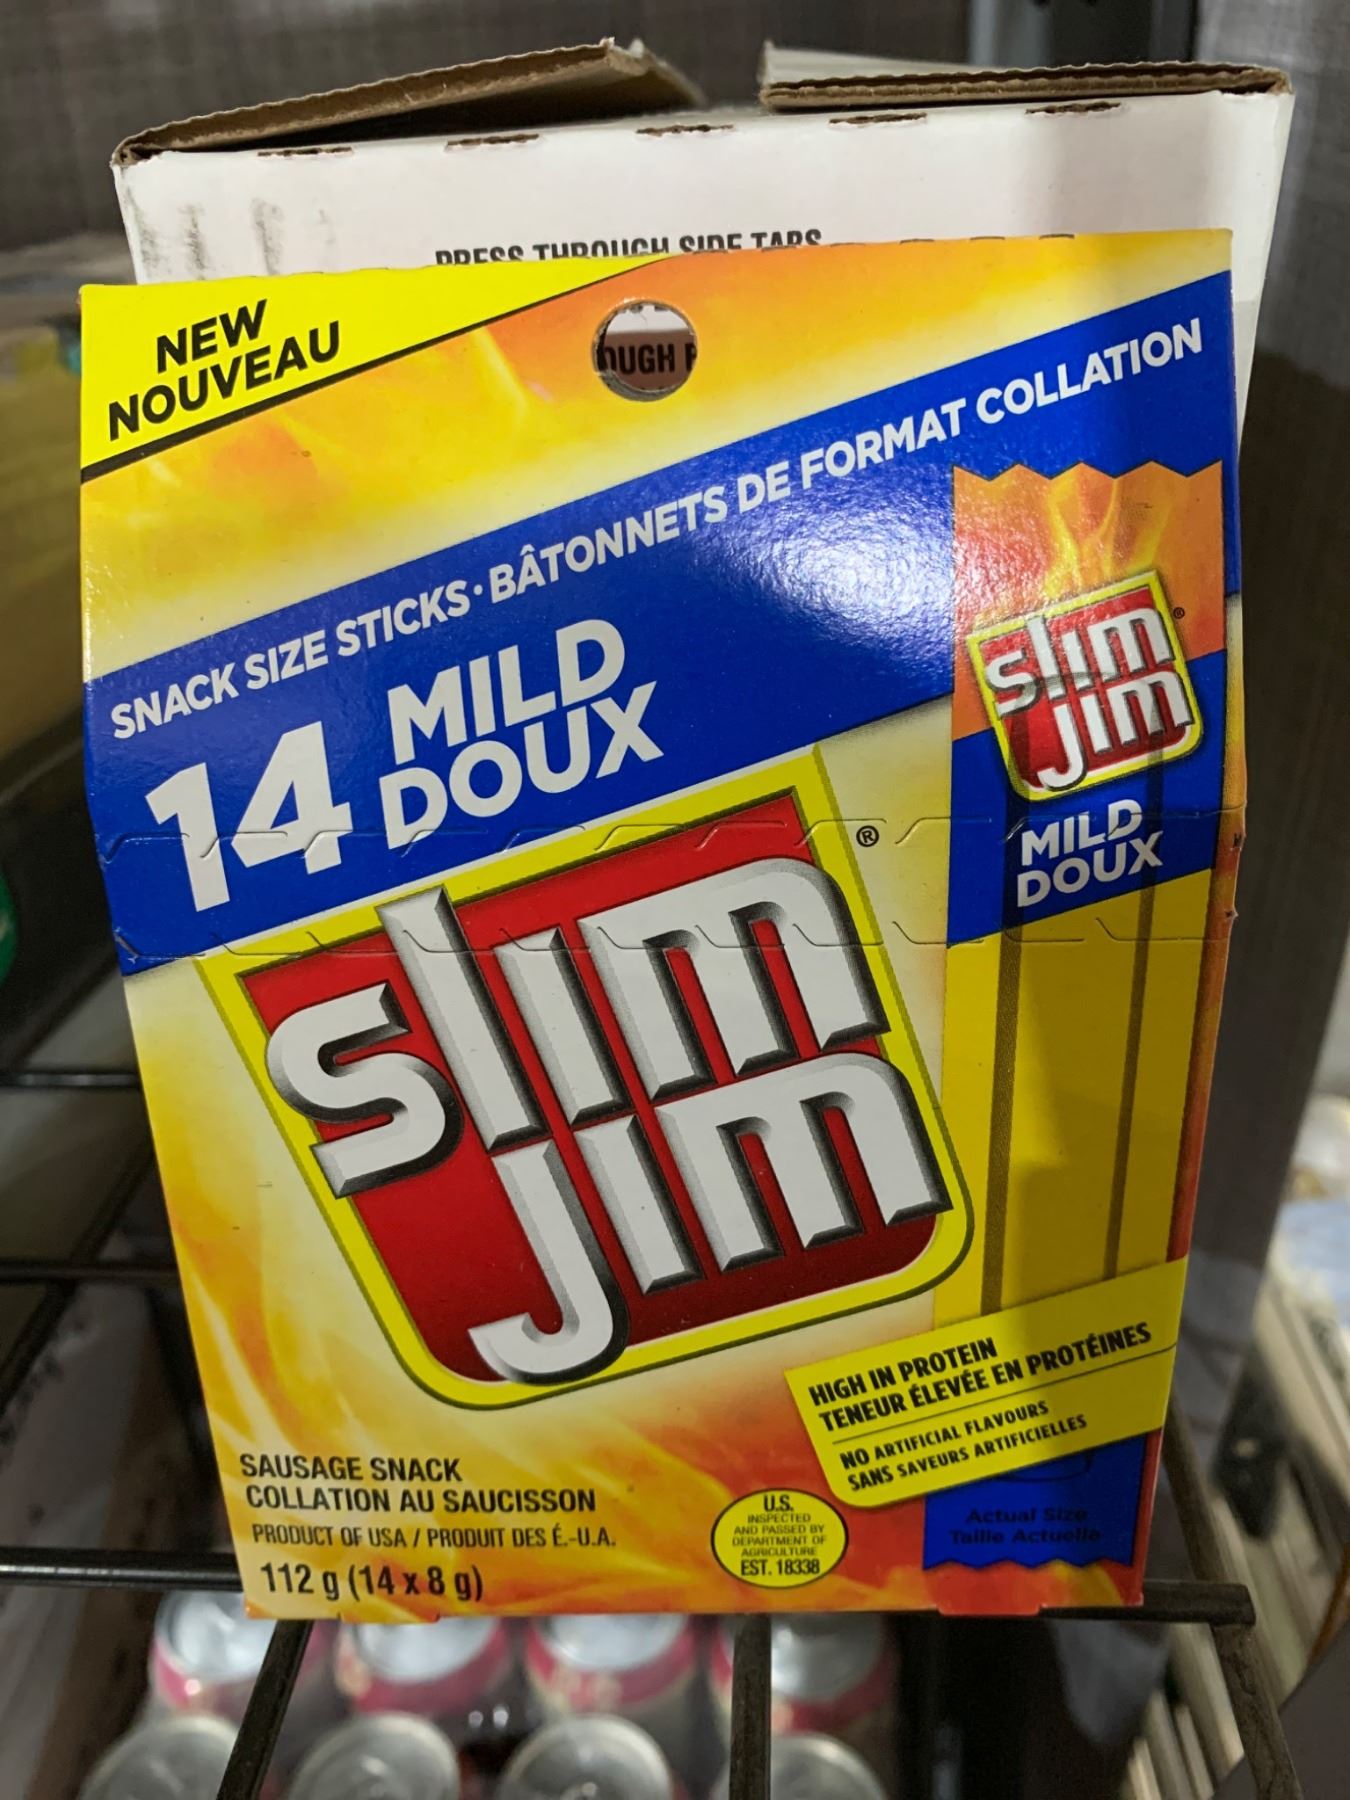 PRESS THROUGH SIDE TABS
OUGH
NEW
NOUVEAU
SNACK SIZE STICKS · BÂTONNETS DE FORMAT COLLATION
14 MILD
DOUX
slim
jim®
MILD
DOUX
slim
jim®
HIGH IN PROTEIN
TENEUR ÉLEVÉE EN PROTÉINES
NO ARTIFICIAL FLAVOURS
SANS SAVEURS ARTIFICIELLES
SAUSAGE SNACK
COLLATION AU SAUCISSON
PRODUCT OF USA / PRODUIT DES É.-U.A.
112 g (14 x 8 g)
U.S.
INSPECTED
AND PASSED BY
DEPARTMENT OF
AGRICULTURE
EST. 18338
Actual Size
Taille Actuelle